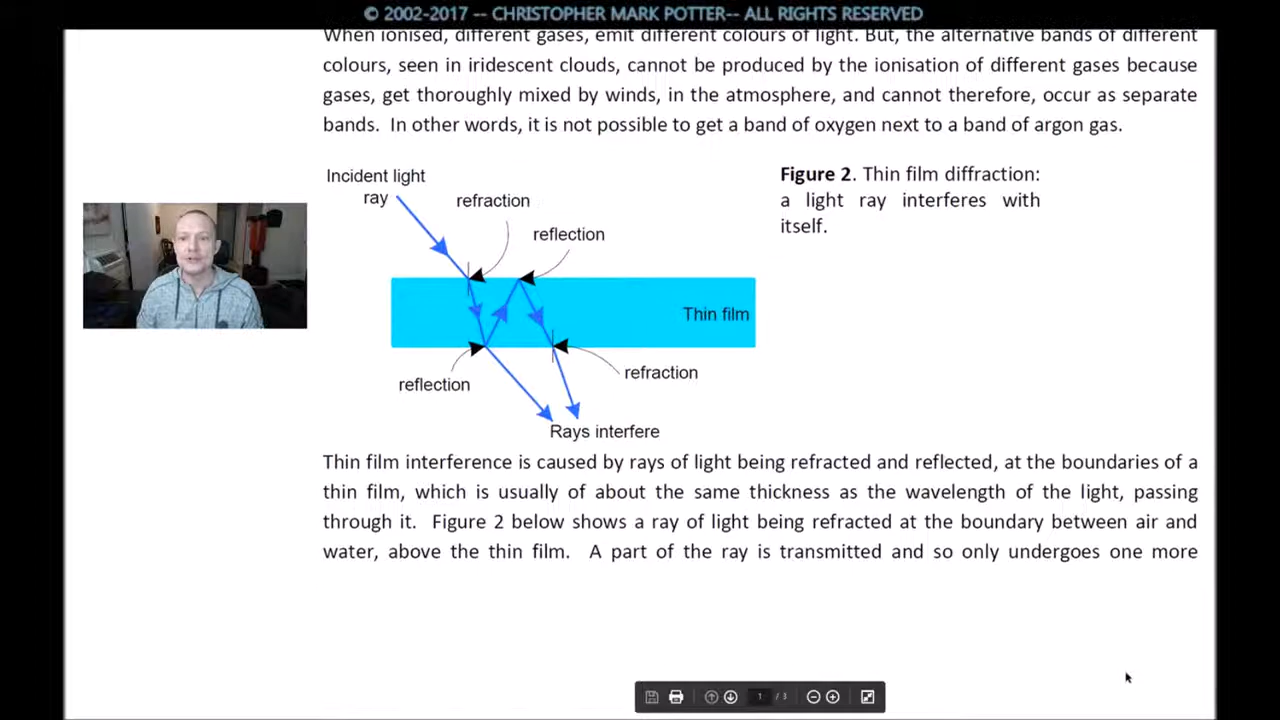 © 2002-2017 -- CHRISTOPHER MARK POTTER-- ALL RIGHTS RESERVED
When ionised, different gases, emit different colours of light. But, the alternative bands of different
colours, seen in iridescent clouds, cannot be produced by the ionisation of different gases because
gases, get thoroughly mixed by winds, in the atmosphere, and cannot therefore, occur as separate
bands. In other words, it is not possible to get a band of oxygen next to a band of argon gas.
Incident light
ray
refraction
reflection
Figure 2. Thin film diffraction:
a light ray interferes with
itself.
Thin film
reflection
refraction
Rays interfere
Thin film interference is caused by rays of light being refracted and reflected, at the boundaries of a
thin film, which is usually of about the same thickness as the wavelength of the light, passing
through it. Figure 2 below shows a ray of light being refracted at the boundary between air and
water, above the thin film. A part of the ray is transmitted and so only undergoes one more
1 / 3